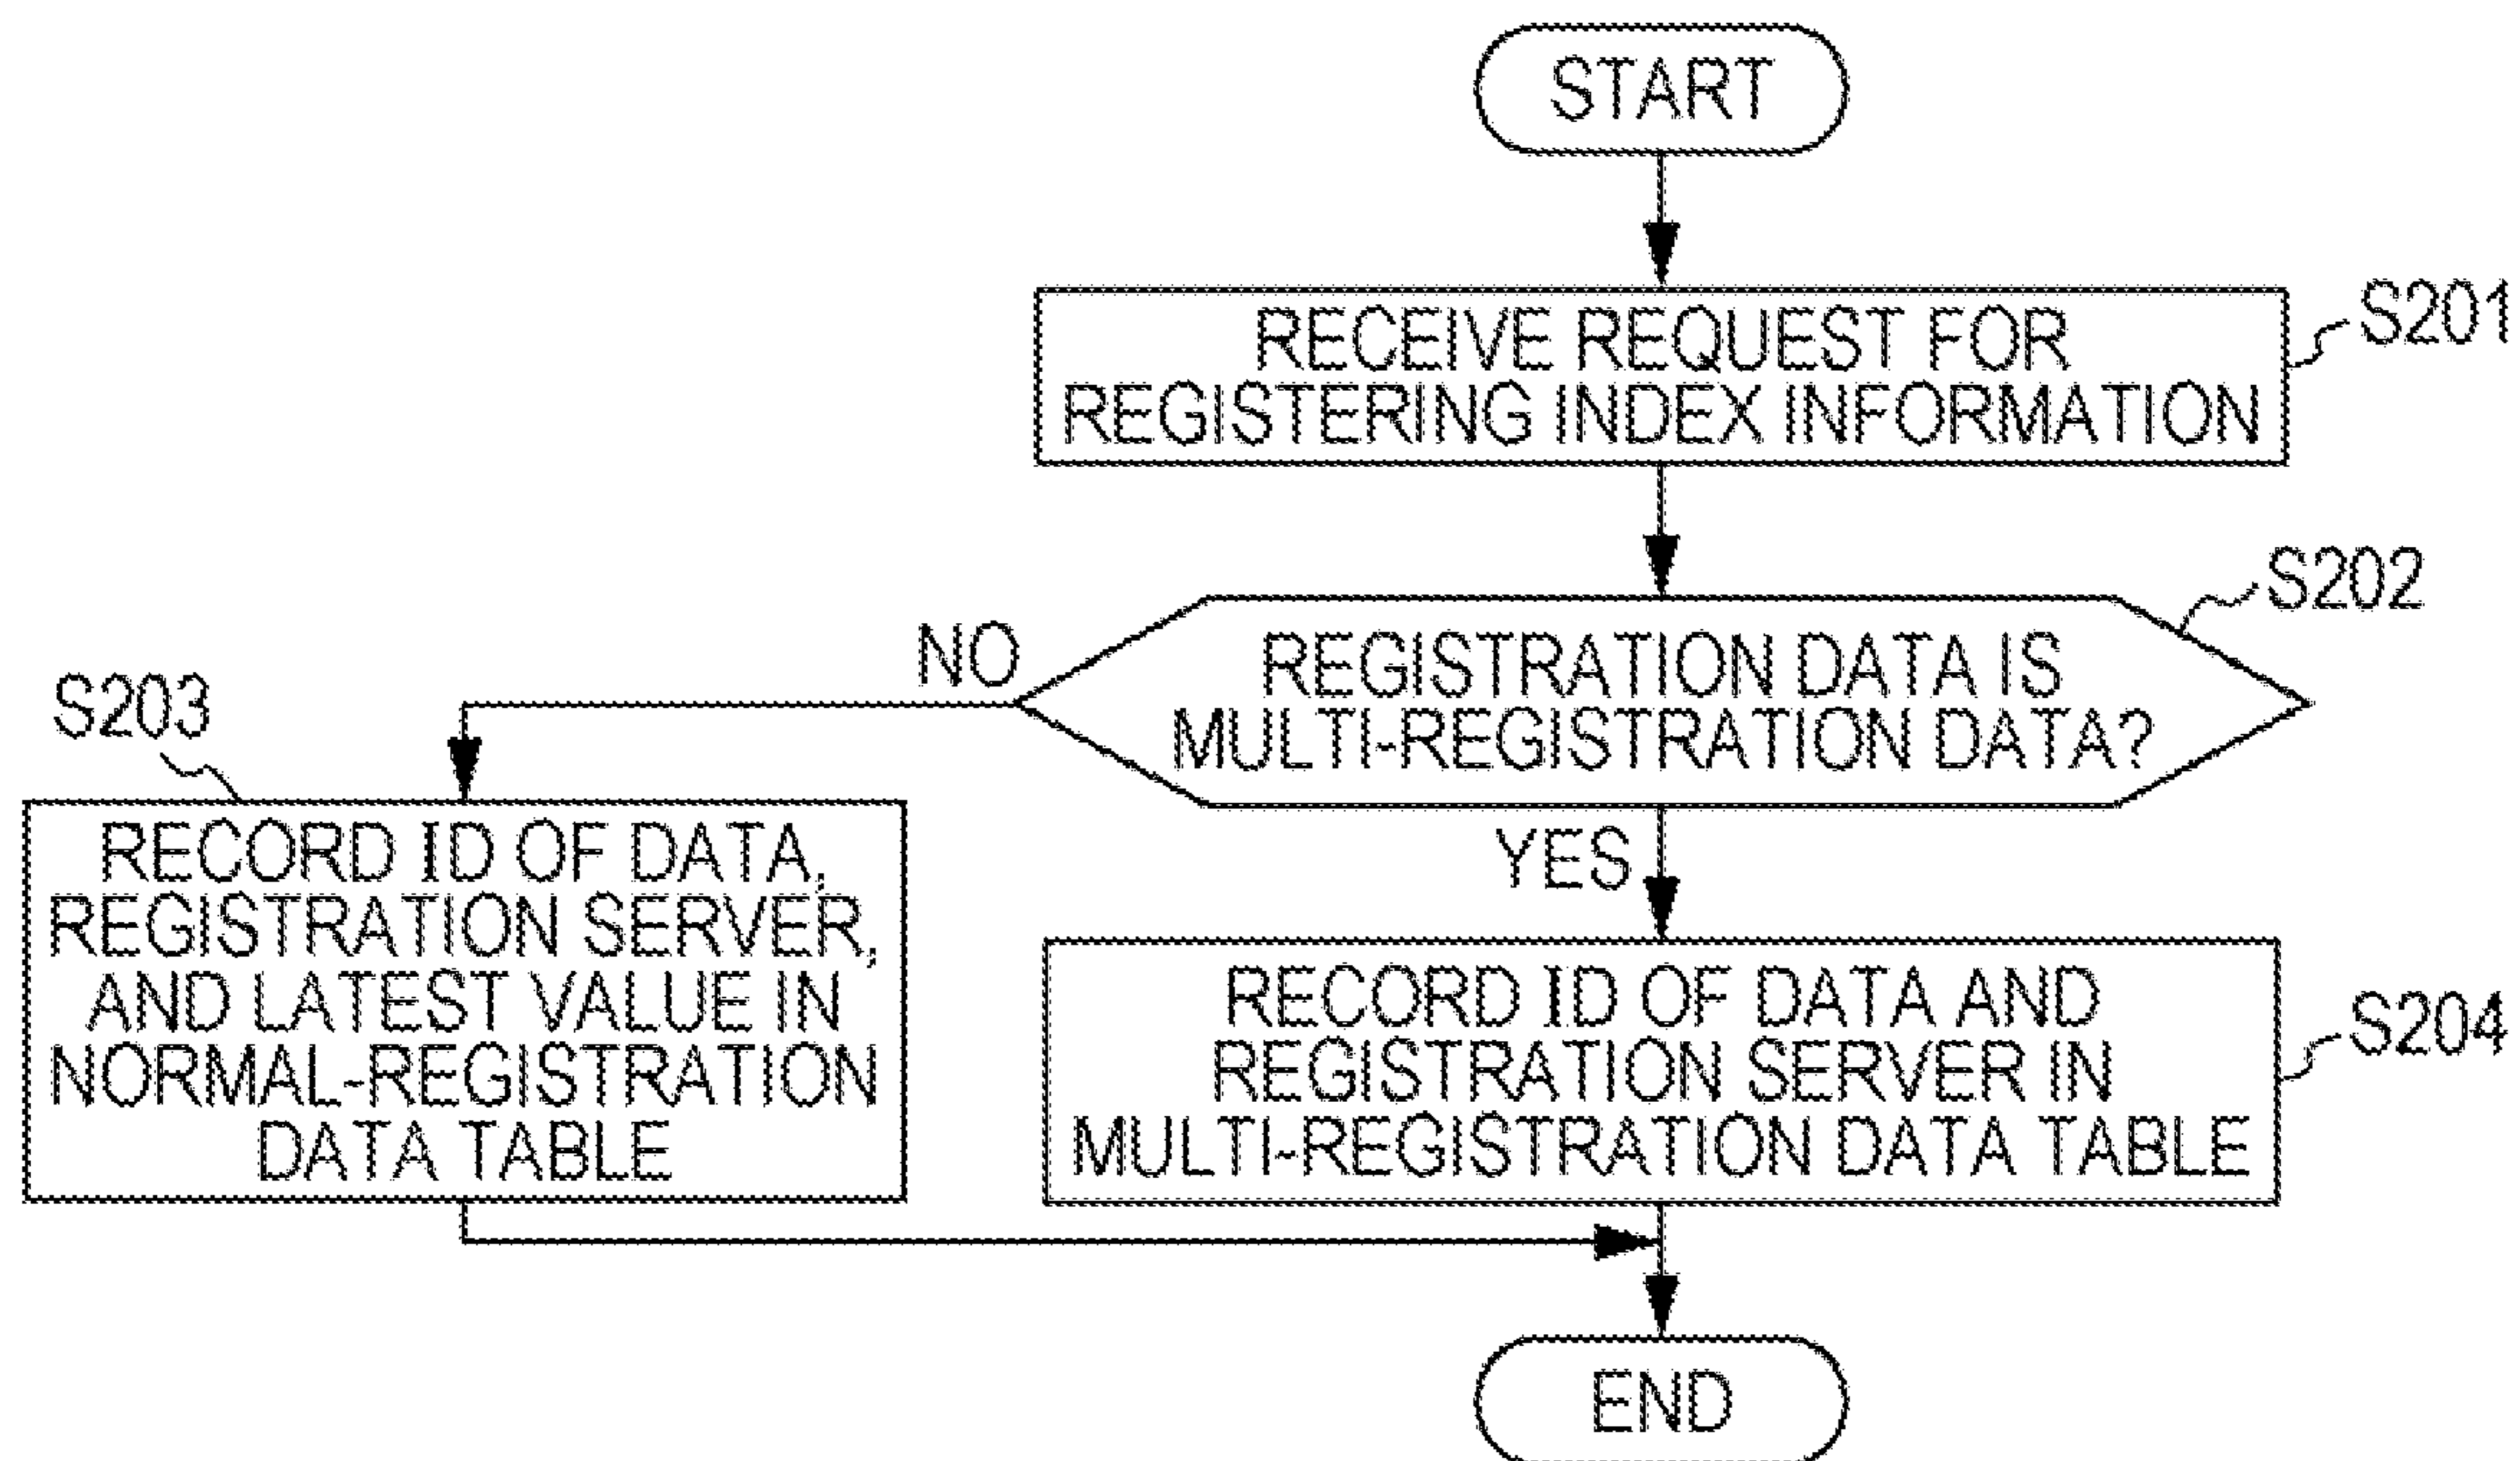 START
RECEIVE REQUEST FOR
REGISTERING INDEX INFORMATION
S201
REGISTRATION DATA IS
MULTI-REGISTRATION DATA?
S202
NO
YES
S203
RECORD ID OF DATA,
REGISTRATION SERVER,
AND LATEST VALUE IN
NORMAL-REGISTRATION
DATA TABLE
RECORD ID OF DATA AND
REGISTRATION SERVER IN
MULTI-REGISTRATION DATA TABLE
S204
END